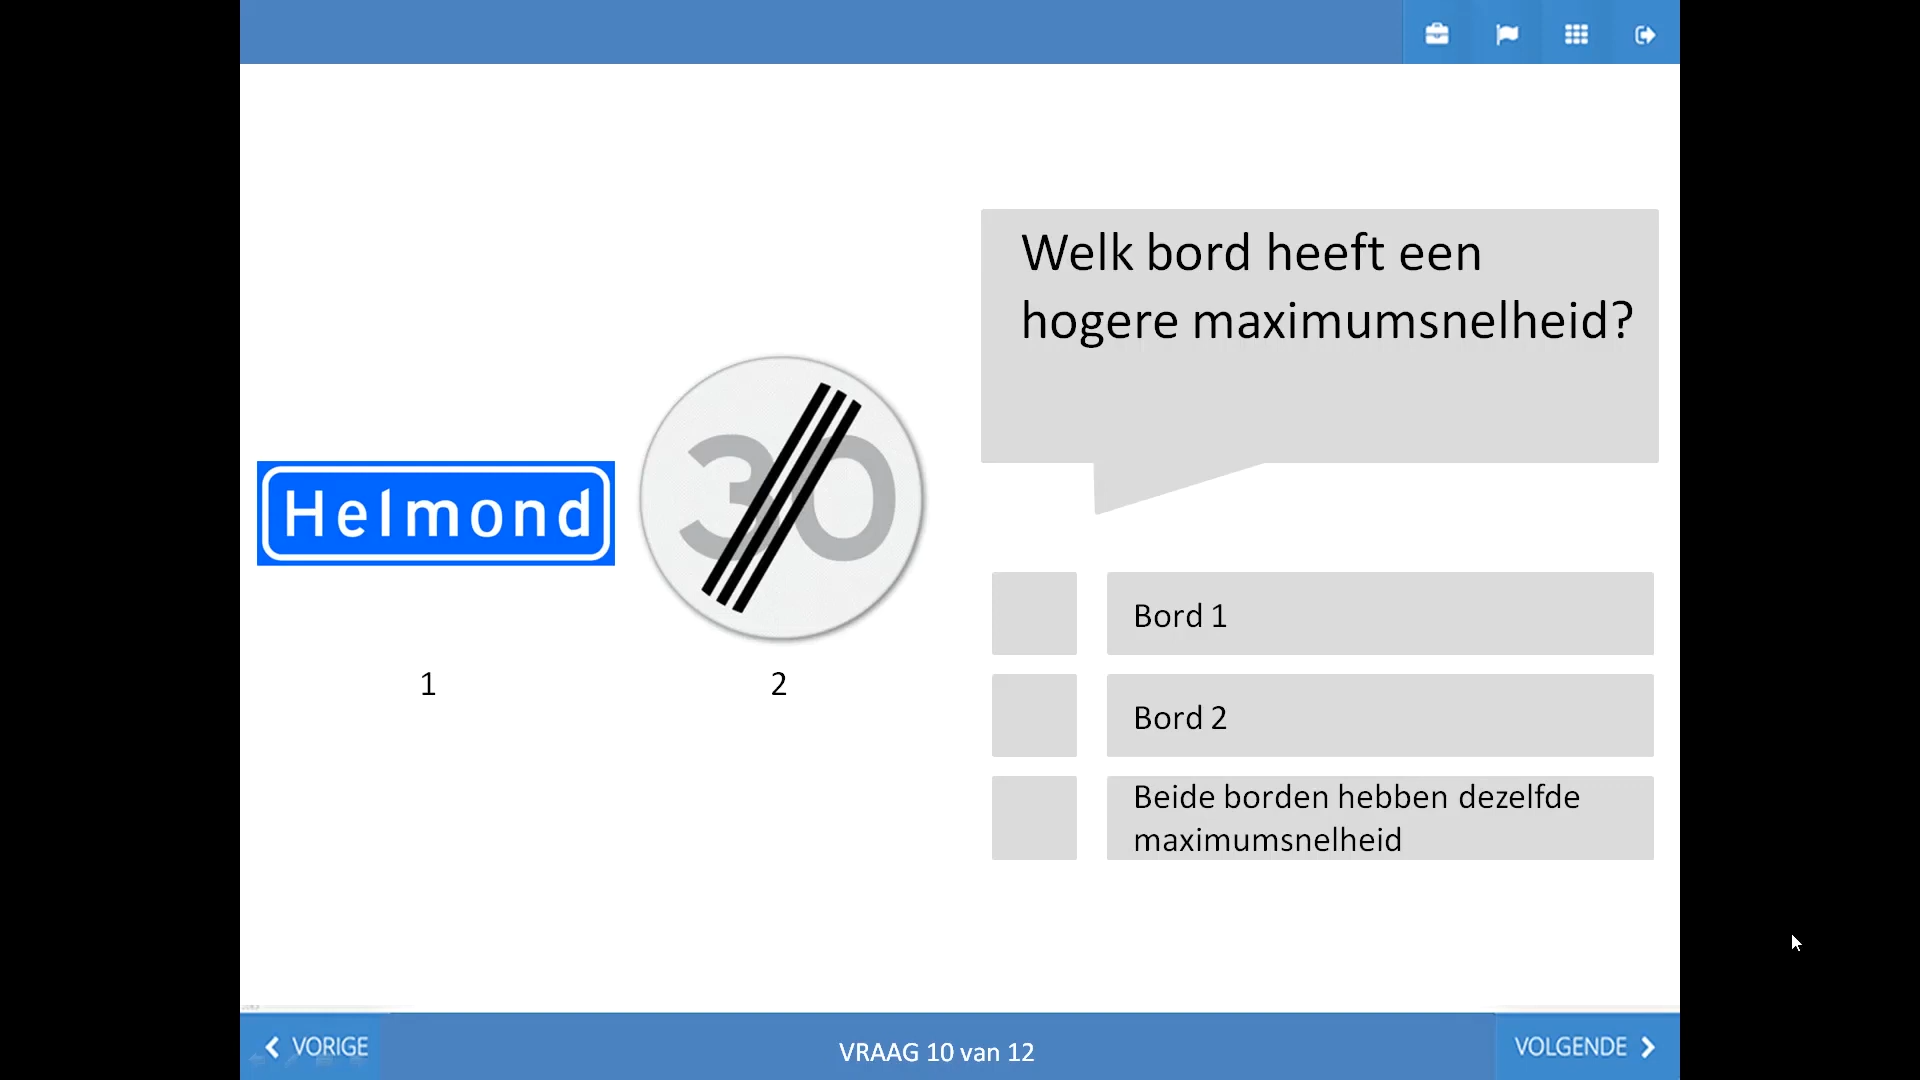 Welk bord heeft een
hogere maximumsnelheid?
Helmond
30
1
2
Bord 1
Bord 2
Beide borden hebben dezelfde
maximumsnelheid
VORIGE
VRAAG 10 van 12
VOLGENDE